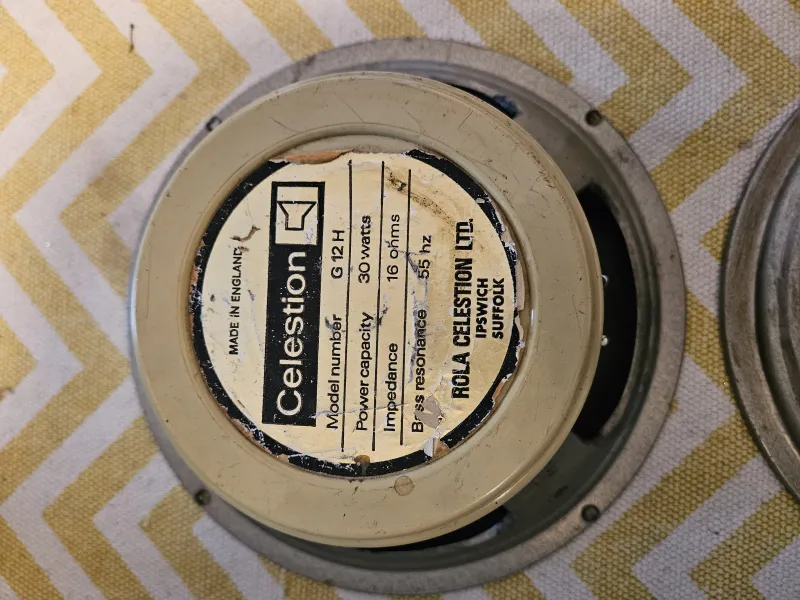 MADE IN ENGLAND
Celestion
Model number G 12 H
Power capacity 30 watts
Impedance 16 ohms
Bass resonance 55 hz
ROLA CELESTION LTD.
IPSWICH
SUFFOLK